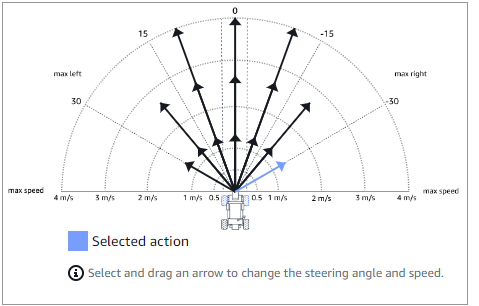 0
15
-15
max left
max right
30
-30
max speed
max speed
4 m/s 3 m/s 2 m/s 1 m/s 0.5 0.5 1 m/s 2 m/s 3 m/s 4 m/s
Selected action
Select and drag an arrow to change the steering angle and speed.